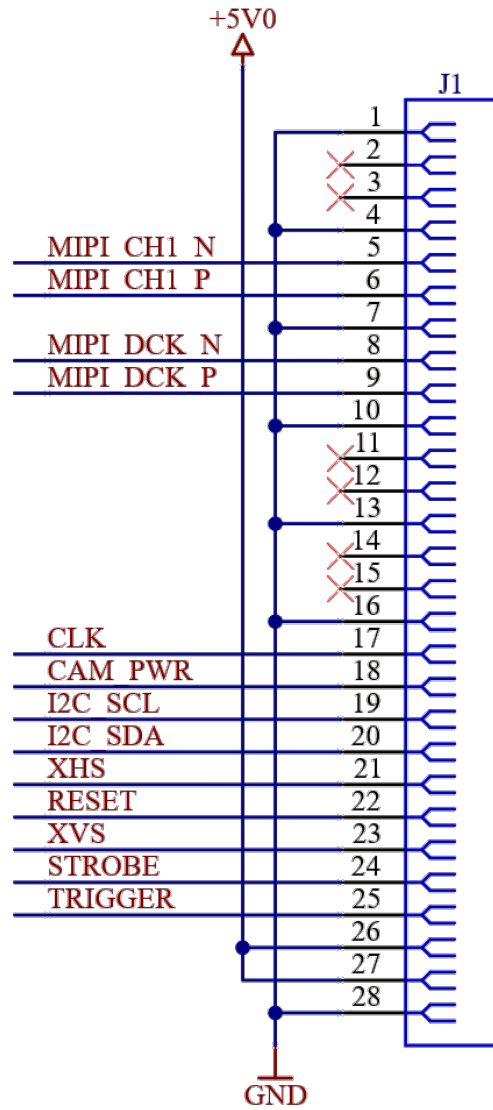 +5V0
J1
1
2
3
4
MIPI_CH1_N 5
MIPI_CH1_P 6
7
MIPI_DCK_N 8
MIPI_DCK_P 9
10
11
12
13
14
15
16
CLK 17
CAM_PWR 18
I2C_SCL 19
I2C_SDA 20
XHS 21
RESET 22
XVS 23
STROBE 24
TRIGGER 25
26
27
28
GND